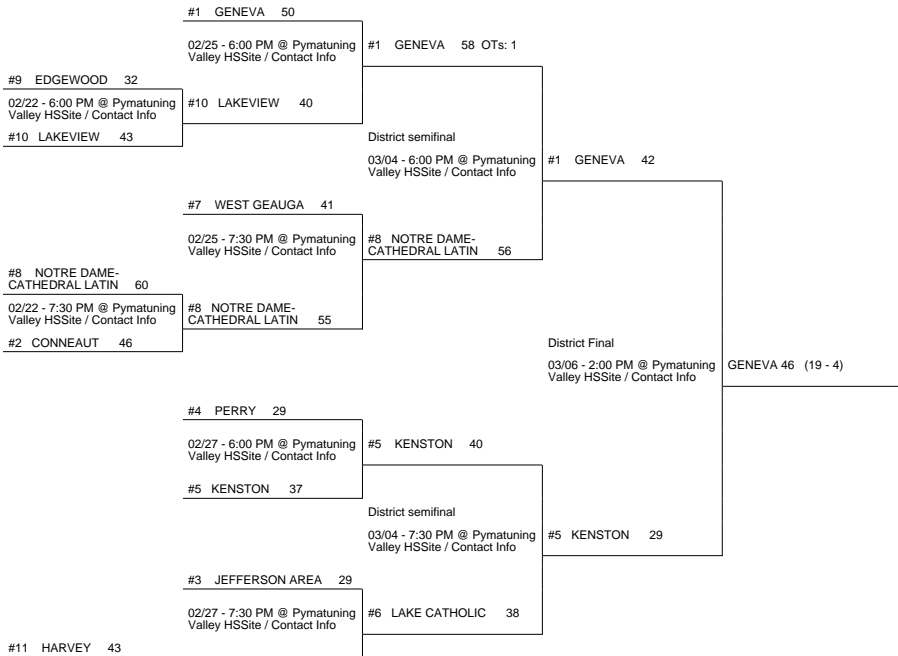 #1 GENEVA 50
02/25 - 6:00 PM @ Pymatuning
Valley HSSite / Contact Info
#1 GENEVA 58 OTs: 1
#9 EDGEWOOD 32
02/22 - 6:00 PM @ Pymatuning
Valley HSSite / Contact Info
#10 LAKEVIEW 40
#10 LAKEVIEW 43
District semifinal
03/04 - 6:00 PM @ Pymatuning
Valley HSSite / Contact Info
#1 GENEVA 42
#7 WEST GEAUGA 41
02/25 - 7:30 PM @ Pymatuning
Valley HSSite / Contact Info
#8 NOTRE DAME-
CATHEDRAL LATIN 56
#8 NOTRE DAME-
CATHEDRAL LATIN 60
02/22 - 7:30 PM @ Pymatuning
Valley HSSite / Contact Info
#8 NOTRE DAME-
CATHEDRAL LATIN 55
#2 CONNEAUT 46
District Final
03/06 - 2:00 PM @ Pymatuning
Valley HSSite / Contact Info
GENEVA 46 (19 - 4)
#4 PERRY 29
02/27 - 6:00 PM @ Pymatuning
Valley HSSite / Contact Info
#5 KENSTON 40
#5 KENSTON 37
District semifinal
03/04 - 7:30 PM @ Pymatuning
Valley HSSite / Contact Info
#5 KENSTON 29
#3 JEFFERSON AREA 29
02/27 - 7:30 PM @ Pymatuning
Valley HSSite / Contact Info
#6 LAKE CATHOLIC 38
#11 HARVEY 43